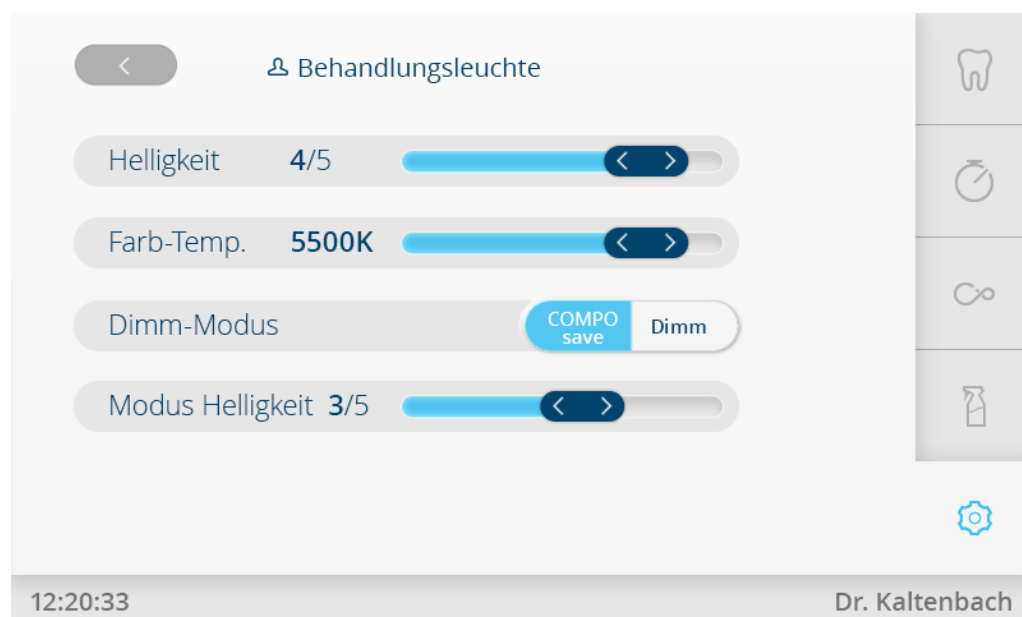 Behandlungsleuchte
Helligkeit 4/5
Farb-Temp. 5500K
Dimm-Modus COMPO save Dimm
Modus Helligkeit 3/5
12:20:33 Dr. Kaltenbach